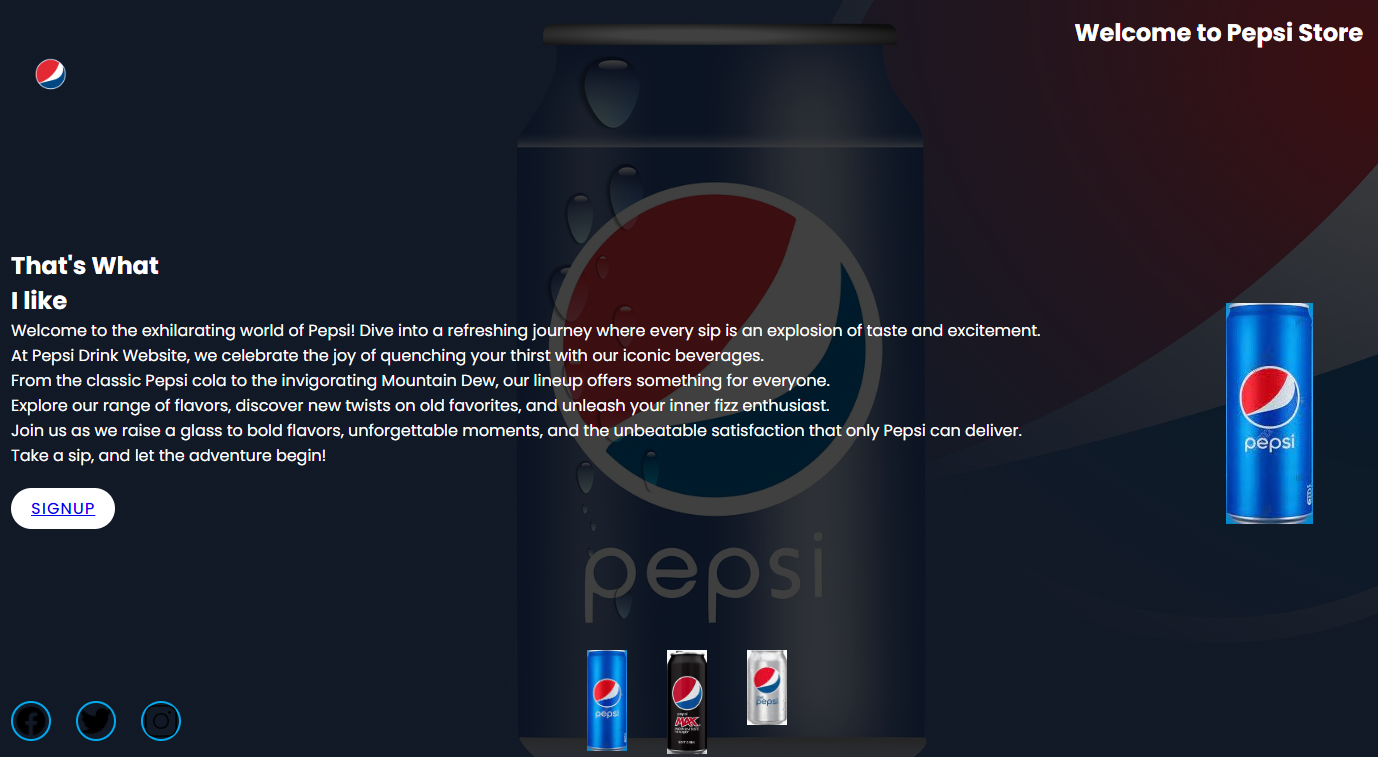 Welcome to Pepsi Store
That's What
I like
Welcome to the exhilarating world of Pepsi! Dive into a refreshing journey where every sip is an explosion of taste and excitement.
At Pepsi Drink Website, we celebrate the joy of quenching your thirst with our iconic beverages.
From the classic Pepsi cola to the invigorating Mountain Dew, our lineup offers something for everyone.
Explore our range of flavors, discover new twists on old favorites, and unleash your inner fizz enthusiast.
Join us as we raise a glass to bold flavors, unforgettable moments, and the unbeatable satisfaction that only Pepsi can deliver.
Take a sip, and let the adventure begin!
SIGNUP
pepsi
pepsi
pepsi
pepsi
MAX
pepsi